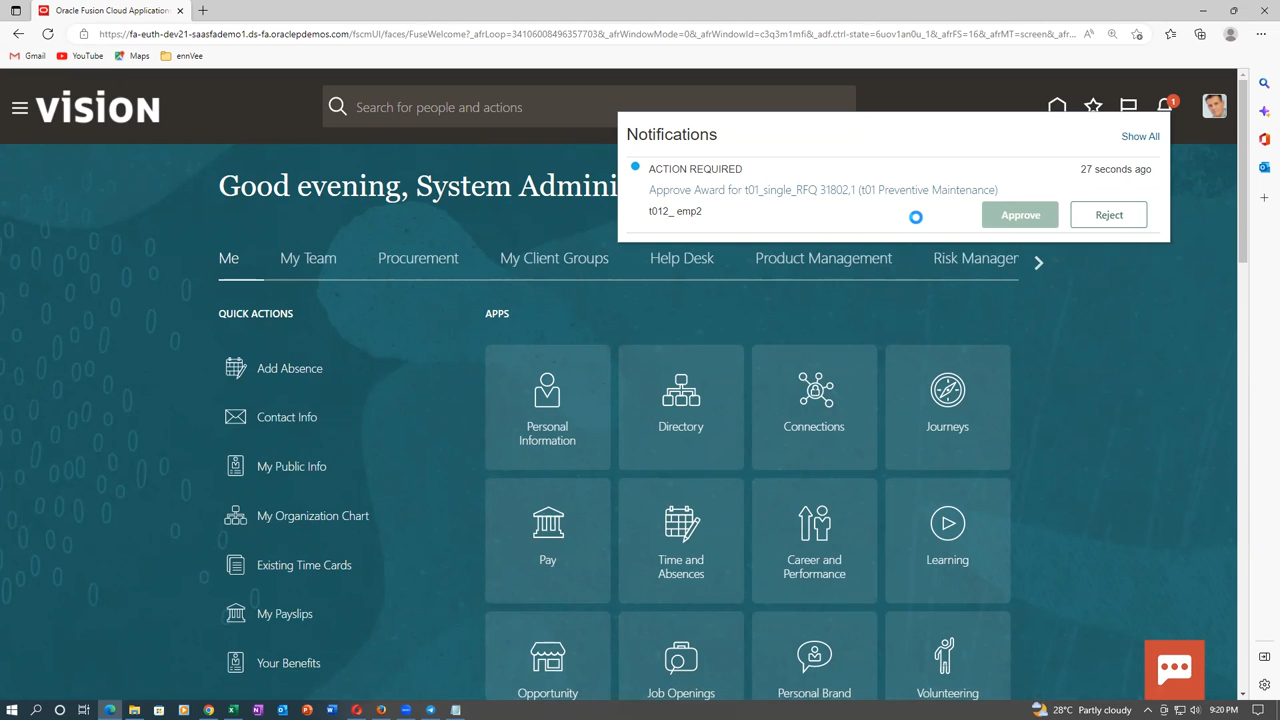 Oracle Fusion Cloud Application
https://fa-euth-dev21-saasfademo1.ds-fa.oraclepdemos.com/fscmUI/faces/FuseWelcome?_afrLoop=34106008496357703&_afrWindowMode=0&_afrWindowId=c3q3m1mfi&_adf.ctrl-state=6uov1an0u_1&_afrFS=16&_afrMT=screen&_afr...
Gmail YouTube Maps ennVee
VISION
Search for people and actions
1
Notifications
Show All
ACTION REQUIRED
27 seconds ago
Approve Award for t01_single_RFQ 31802,1 (t01 Preventive Maintenance)
t012_ emp2
Approve
Reject
Good evening, System Admini
Me My Team Procurement My Client Groups Help Desk Product Management Risk Manager
QUICK ACTIONS
Add Absence
Contact Info
My Public Info
My Organization Chart
Existing Time Cards
My Payslips
Your Benefits
APPS
Personal
Information
Directory
Connections
Journeys
Pay
Time and
Absences
Career and
Performance
Learning
Opportunity
Job Openings
Personal Brand
Volunteering
28°C Partly cloudy
9:20 PM